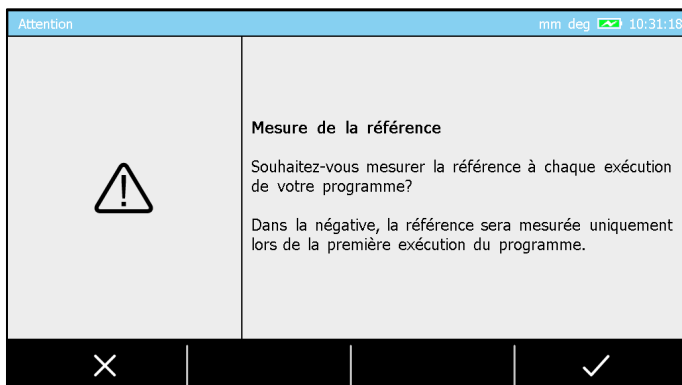 Attention mm deg 10:31:18
Mesure de la référence
Souhaitez-vous mesurer la référence à chaque exécution
de votre programme?
Dans la négative, la référence sera mesurée uniquement
lors de la première exécution du programme.